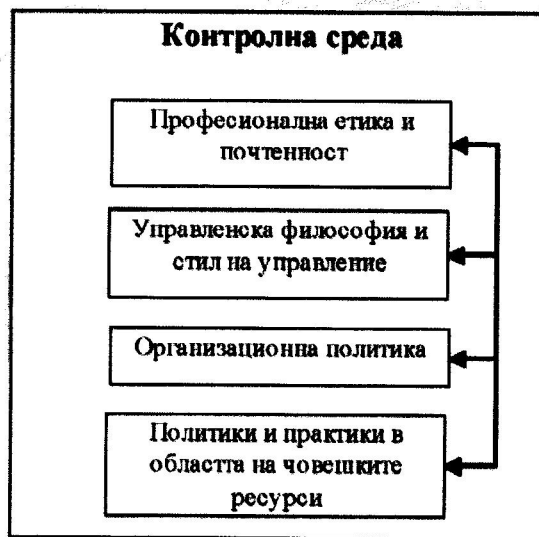 Контролна среда
Професионална етика и
почтенност
Управленска философия и
стил на управление
Организационна политика
Политики и практики в
областта на човешките
ресурси